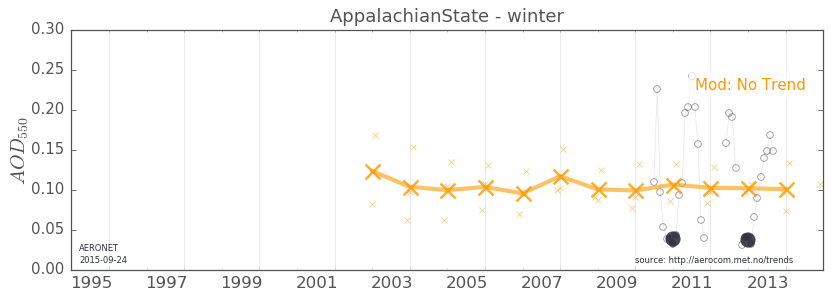 AppalachianState - winter
0.30
0.25
0.20
0.15
0.10
0.05
0.00
AOD550
Mod: No Trend
AERONET
2015-09-24
source: http://aerocom.met.no/trends
1995 1997 1999 2001 2003 2005 2007 2009 2011 2013